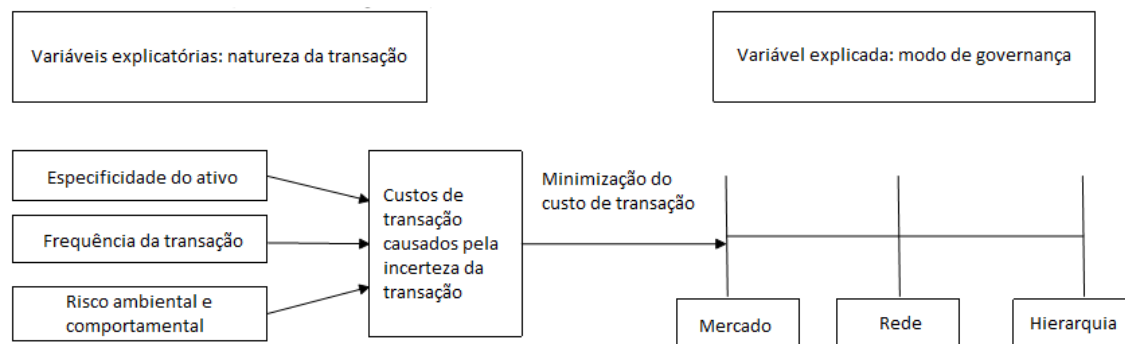 Variáveis explicatórias: natureza da transação
Variável explicada: modo de governança
Especificidade do ativo
Frequência da transação
Risco ambiental e
comportamental
Custos de
transação
causados pela
incerteza da
transação
Minimização do
custo de transação
Mercado
Rede
Hierarquia